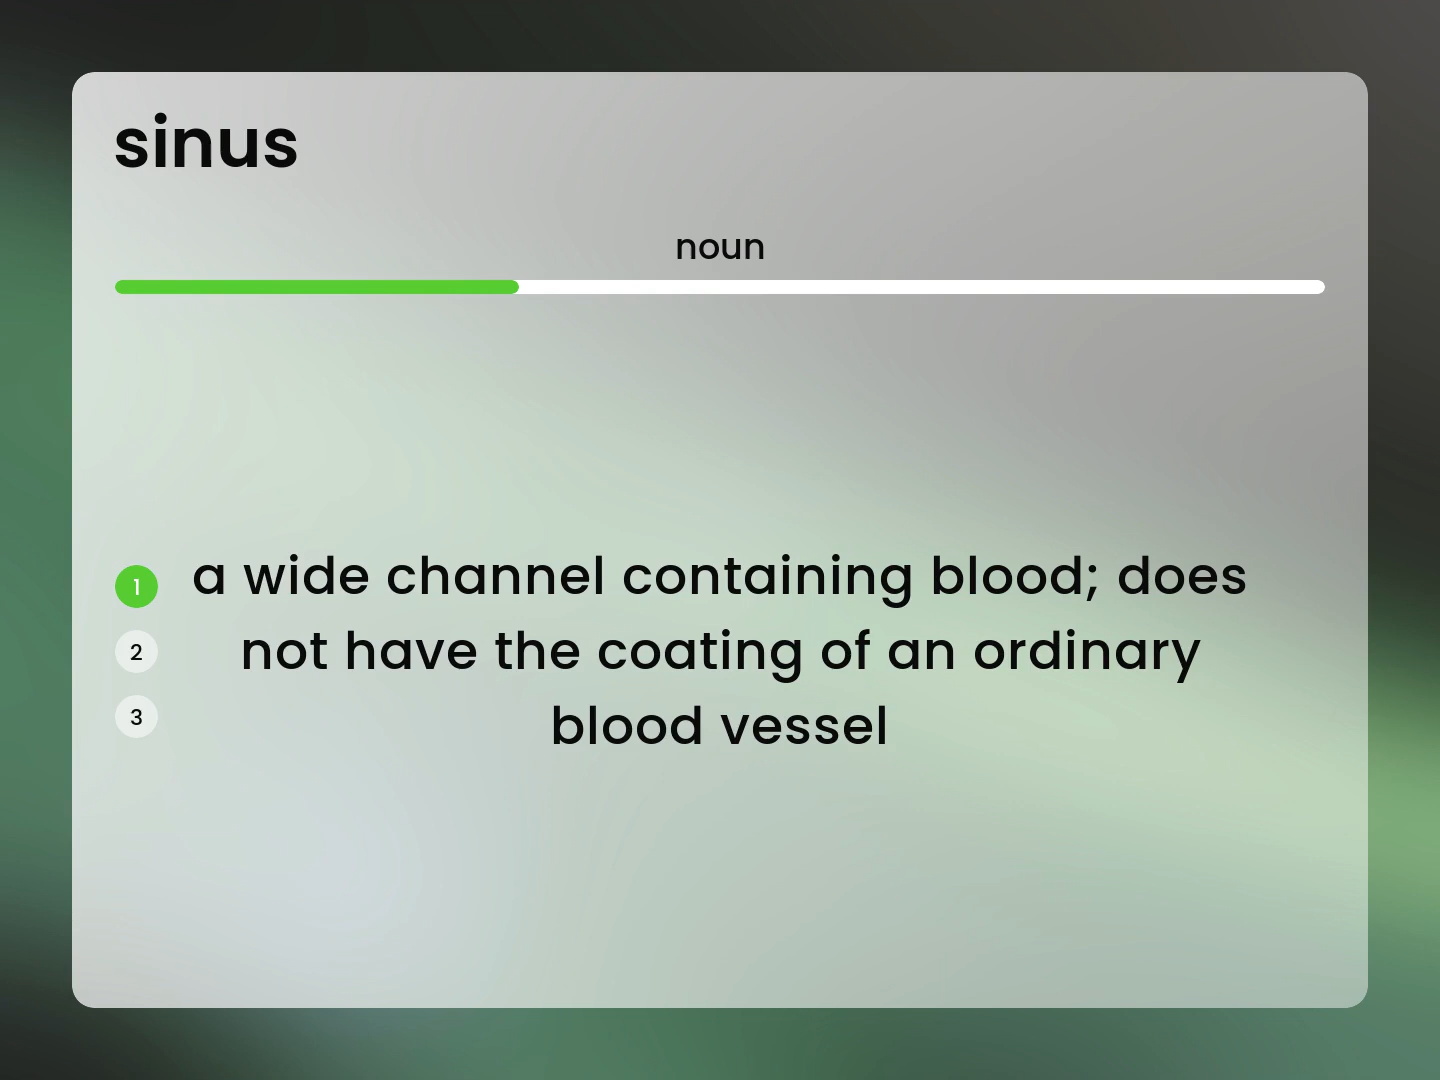 sinus
noun
1
2
3
a wide channel containing blood; does
not have the coating of an ordinary
blood vessel